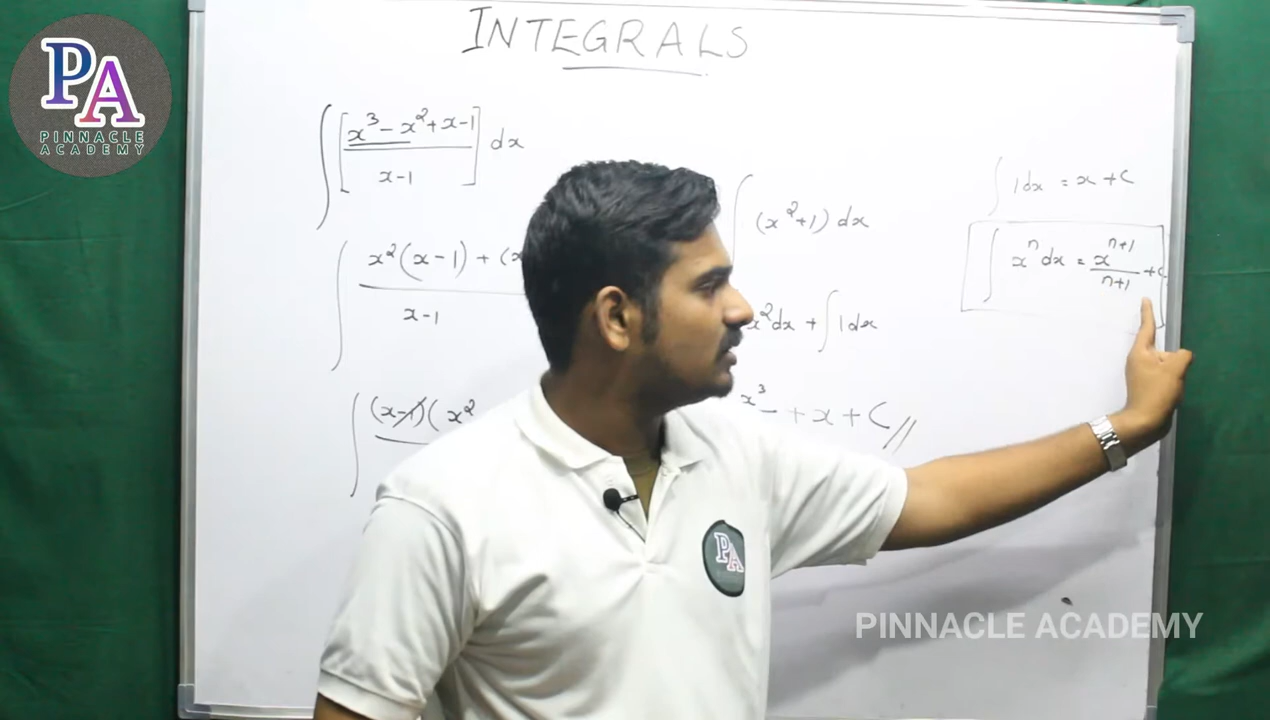 PA
PINNACLE
ACADEMY
INTEGRALS
∫ [x³ - x² + x - 1 / x - 1] dx
∫ x²(x - 1) + (x
x - 1
∫ (x - 1)(x²
∫ (x² + 1) dx
x² dx + ∫ 1 dx
x³ + x + C //
∫ 1 dx = x + C
∫ xⁿ dx = xⁿ⁺¹ / n+1 + C
PA
PINNACLE ACADEMY